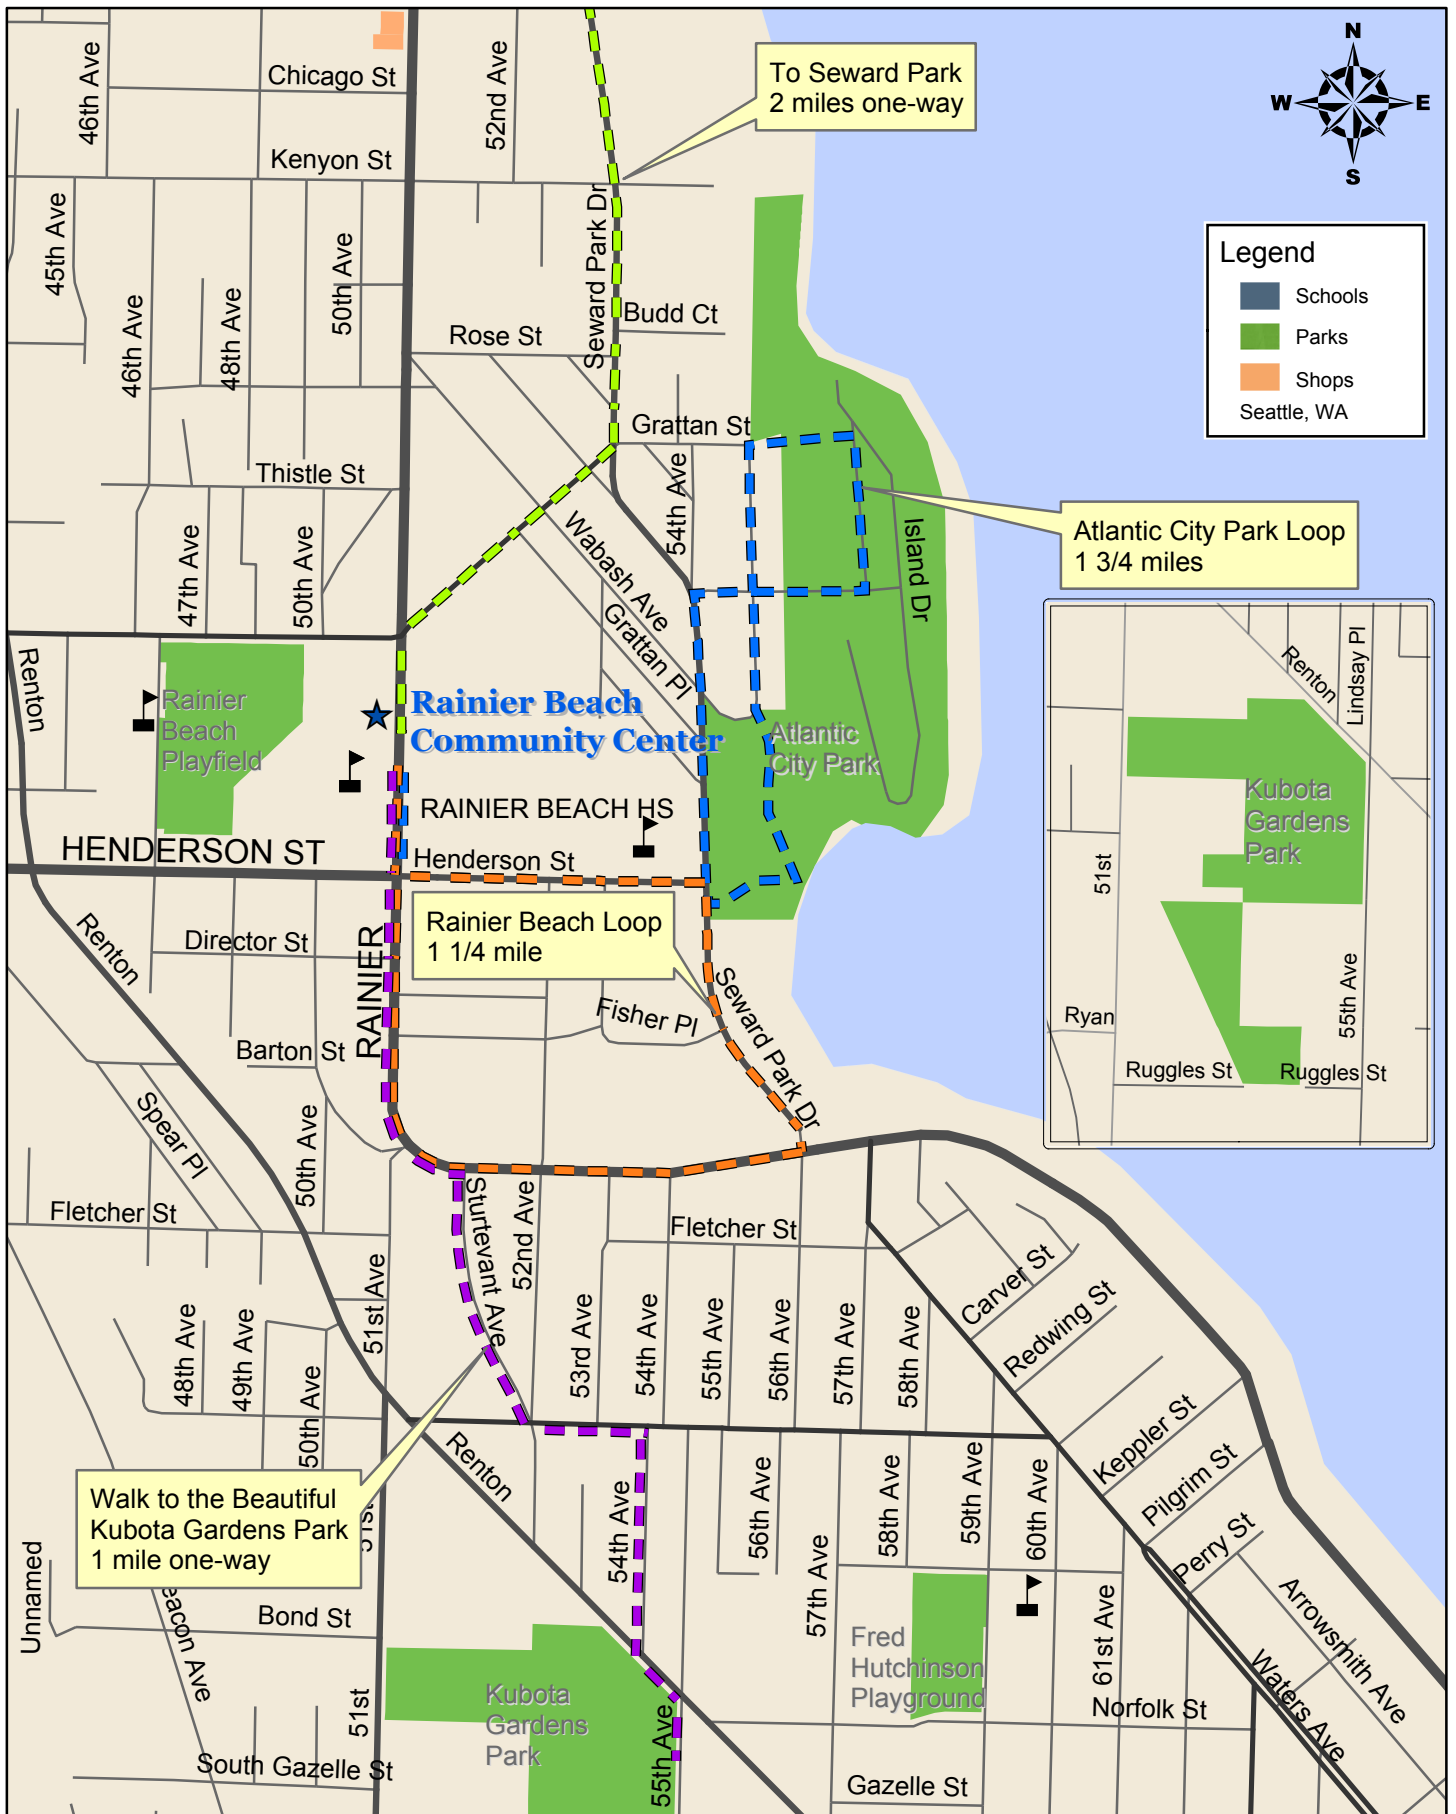 N
W
E
S
To Seward Park
2 miles one-way
Legend
Schools
Parks
Shops
Seattle, WA
46th Ave
Chicago St
52nd Ave
Kenyon St
45th Ave
46th Ave
48th Ave
50th Ave
Seward Park Dr
Budd Ct
Rose St
Grattan St
Thistle St
47th Ave
50th Ave
Wabash Ave
Grattan Pl
54th Ave
Island Dr
Atlantic City Park Loop
1 3/4 miles
Renton
Rainier
Beach
Playfield
Rainier Beach
Community Center
Atlantic
City Park
RAINIER BEACH HS
HENDERSON ST
Henderson St
Rainier Beach Loop
1 1/4 mile
Renton
Director St
RAINIER
Fisher Pl
Seward Park Dr
Barton St
Spear Pl
50th Ave
Renton
Lindsay Pl
Kubota
Gardens
Park
51st
55th Ave
Ryan
Ruggles St
Ruggles St
Fletcher St
Sturtevant Ave
52nd Ave
Fletcher St
51st Ave
48th Ave
49th Ave
50th Ave
53rd Ave
54th Ave
55th Ave
56th Ave
57th Ave
58th Ave
Carver St
Redwing St
Keppler St
Pilgrim St
Perry St
Renton
Walk to the Beautiful
Kubota Gardens Park
1 mile one-way
51st
54th Ave
56th Ave
57th Ave
58th Ave
59th Ave
60th Ave
61st Ave
Arrowsmith Ave
Waters Ave
Unnamed
eacon Ave
Bond St
51st
Kubota
Gardens
Park
55th Ave
Fred
Hutchinson
Playground
Norfolk St
South Gazelle St
Gazelle St